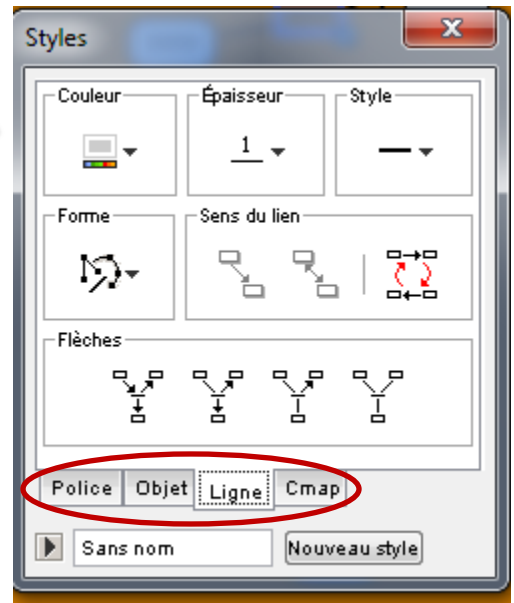 Styles
Couleur
Épaisseur
Style
1
Forme
Sens du lien
Flèches
Police
Objet
Ligne
Cmap
Sans nom
Nouveau style